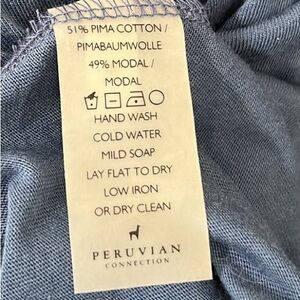 51% PIMA COTTON /
PIMABAUMWOLLE
49% MODAL /
MODAL
HAND WASH
COLD WATER
MILD SOAP
LAY FLAT TO DRY
LOW IRON
OR DRY CLEAN
PERUVIAN
CONNECTION